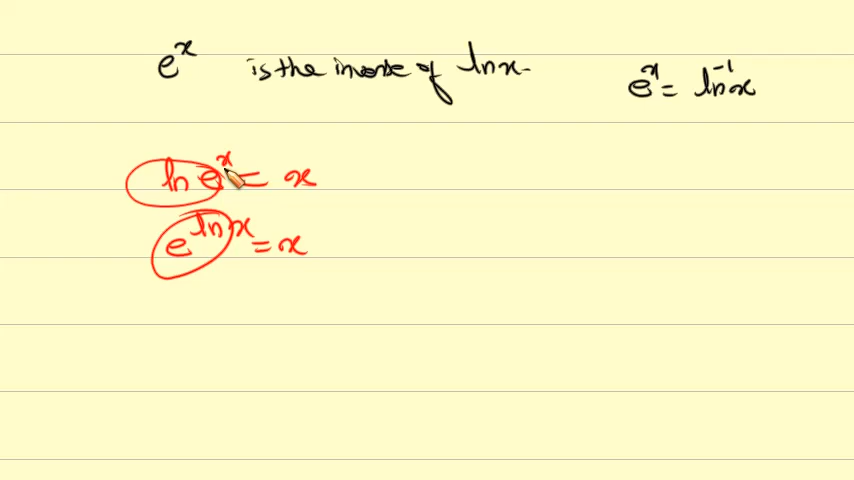 e^x is the inverse of ln x. e^x = ln^-1 x
ln e^x = x
e^ln x = x